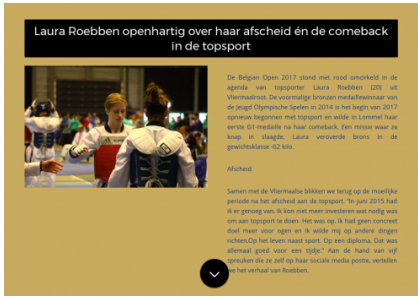 Laura Roebben openhartig over haar afscheid én de comeback
in de topsport
De Belgian Open 2017 stond met rood omcirkeld in de
agenda van topsporter Laura Roebben (20) uit
Vliermaalroot. De voormalige bronzen medaillewinnaar van
de Jeugd Olympische Spelen in 2014 is het begin van 2017
opnieuw begonnen met topsport en wilde in Lommel haar
eerste G1-medaille na haar comeback. Een missie waar ze
knap in slaagde. Laura veroverde brons in de
gewichtsklasse -62 kilo.
Afscheid
Samen met de Vliermaalse blikken we terug op de moeilijke
periode na het afscheid aan de topsport. "In juni 2015 had
ik er genoeg van. Ik kon niet meer investeren wat nodig was
om aan topsport te doen. Het was op. Ik had geen concreet
doel meer voor ogen en ik wilde mij op andere dingen
richten.Op het leven naast sport. Op een diploma. Dat was
allemaal goed voor een tijdje." Aan de hand van vijf
spreuken die ze zelf op haar sociale media postte, vertellen
we het verhaal van Roebben.